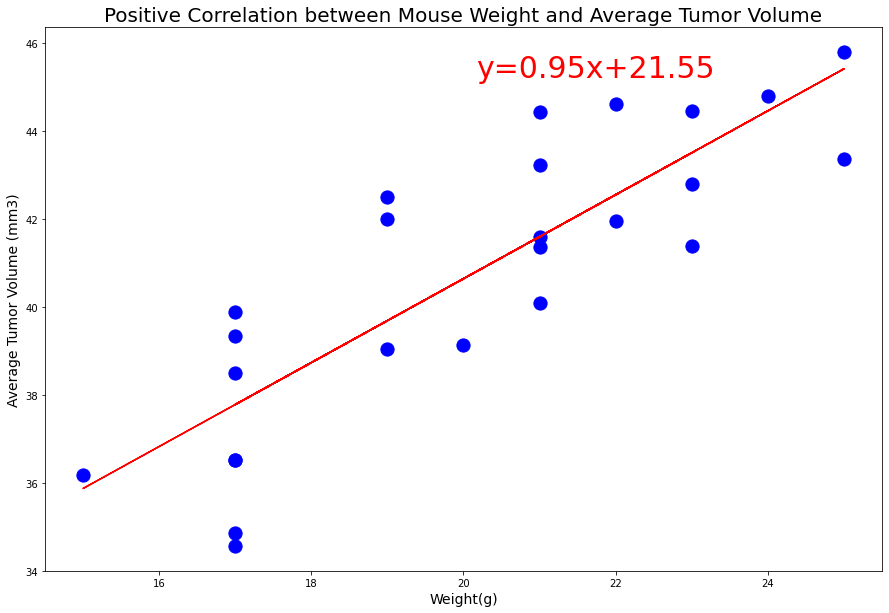 Positive Correlation between Mouse Weight and Average Tumor Volume
y=0.95x+21.55
Average Tumor Volume (mm3)
46
44
42
40
38
36
34
16 18 20 22 24
Weight(g)